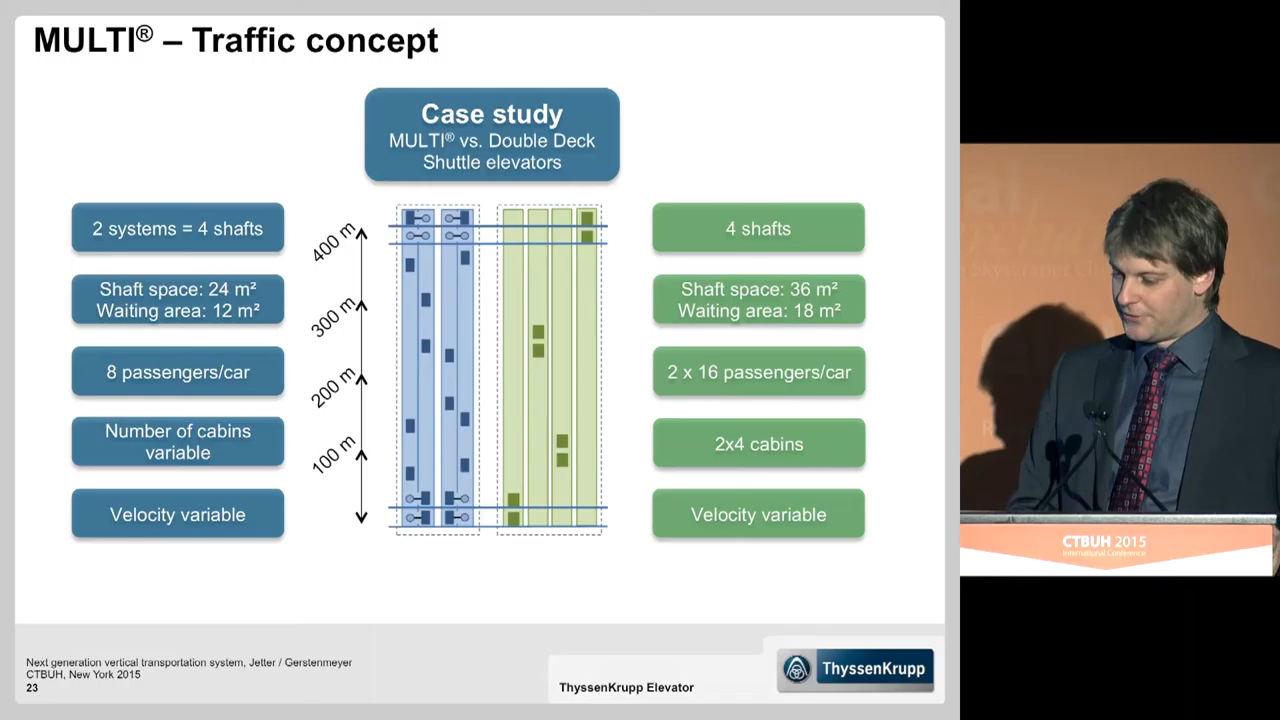 MULTI® – Traffic concept
Case study
MULTI® vs. Double Deck
Shuttle elevators
2 systems = 4 shafts
Shaft space: 24 m²
Waiting area: 12 m²
8 passengers/car
Number of cabins
variable
Velocity variable
400 m
300 m
200 m
100 m
4 shafts
Shaft space: 36 m²
Waiting area: 18 m²
2 x 16 passengers/car
2x4 cabins
Velocity variable
Next generation vertical transportation system, Jetter / Gerstenmeyer
CTBUH, New York 2015
23
ThyssenKrupp Elevator
ThyssenKrupp
CTBUH 2015
International Conference